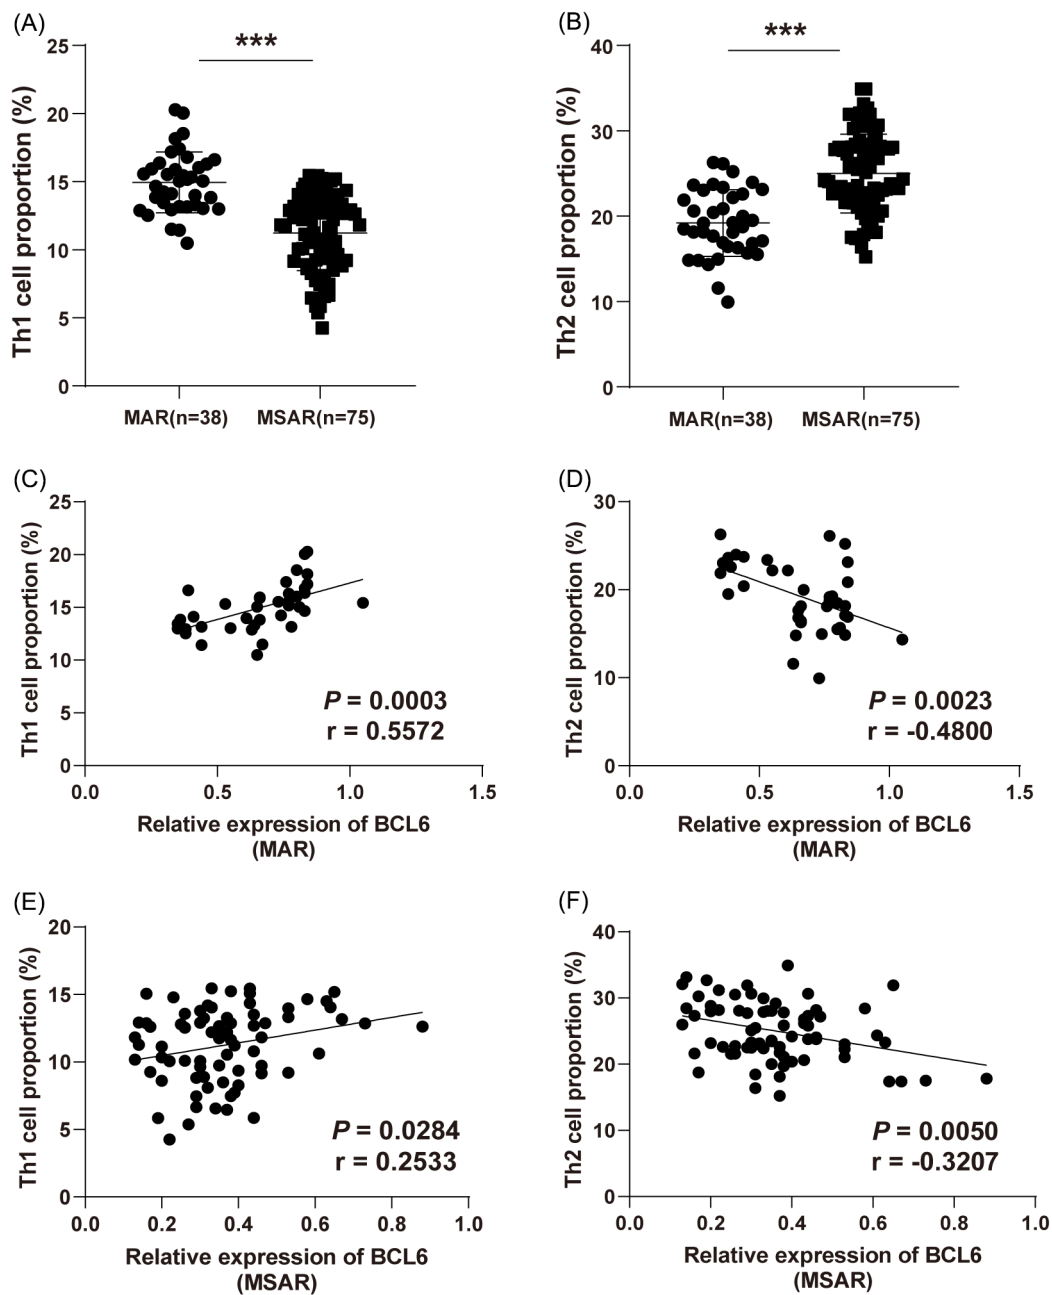 (A)
***
Th1 cell proportion (%)
25
20
15
10
5
0
MAR(n=38) MSAR(n=75)
(B)
***
Th2 cell proportion (%)
40
30
20
10
0
MAR(n=38) MSAR(n=75)
(C)
Th1 cell proportion (%)
25
20
15
10
5
0
P = 0.0003
r = 0.5572
0.0 0.5 1.0 1.5
Relative expression of BCL6
(MAR)
(D)
Th2 cell proportion (%)
30
20
10
0
P = 0.0023
r = -0.4800
0.0 0.5 1.0 1.5
Relative expression of BCL6
(MAR)
(E)
Th1 cell proportion (%)
20
15
10
5
0
P = 0.0284
r = 0.2533
0.0 0.2 0.4 0.6 0.8 1.0
Relative expression of BCL6
(MSAR)
(F)
Th2 cell proportion (%)
40
30
20
10
0
P = 0.0050
r = -0.3207
0.0 0.2 0.4 0.6 0.8 1.0
Relative expression of BCL6
(MSAR)